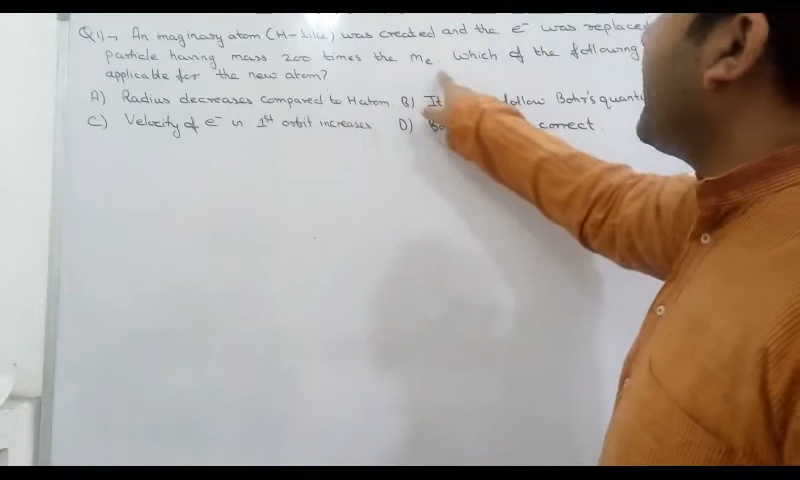 Q1)→ An imaginary atom (H-like) was created and the e⁻ was replaced
particle having mass 200 times the me. Which of the following
applicable for the new atom?
A) Radius decreases compared to H atom. B) It follow Bohr's
C) Velocity of e⁻ in 1st orbit increases D) correct.